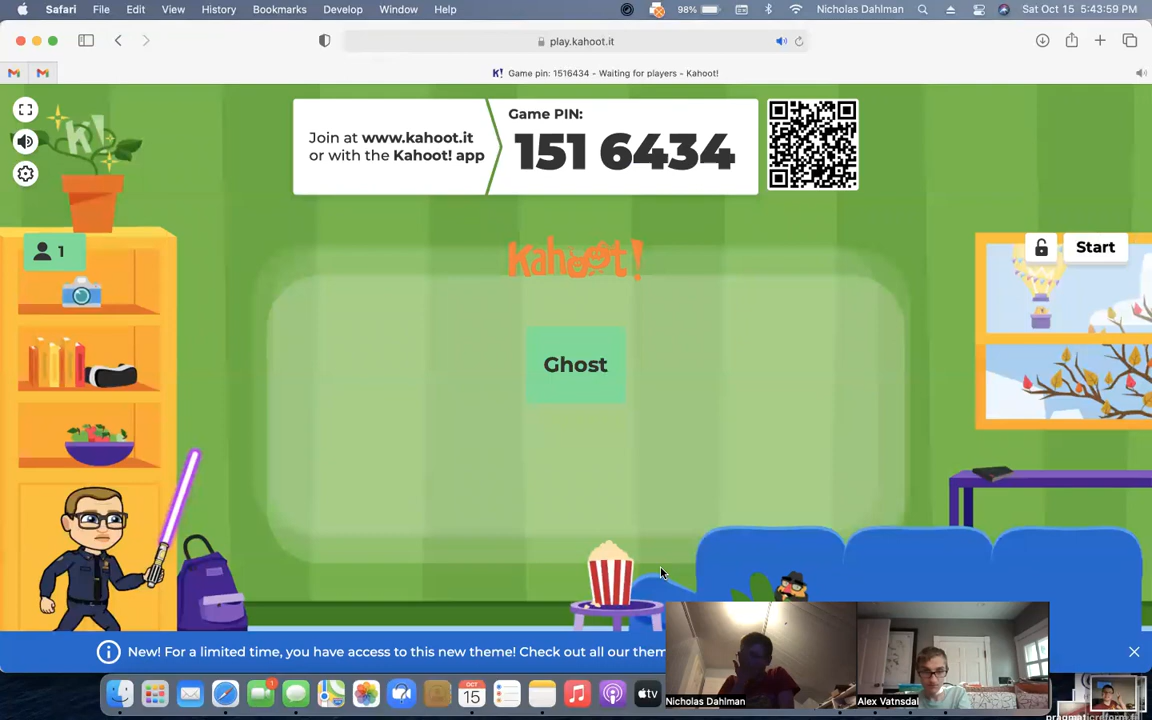 Safari File Edit View History Bookmarks Develop Window Help 98% Nicholas Dahlman Sat Oct 15 5:43:59 PM
play.kahoot.it
K! Game pin: 1516434 - Waiting for players - Kahoot!
Join at www.kahoot.it
or with the Kahoot! app
Game PIN:
151 6434
K!
1
Kahoot!
Start
Ghost
New! For a limited time, you have access to this new theme! Check out all our them
OCT
15
1
tv
Nicholas Dahlman
Alex Vatnsdal